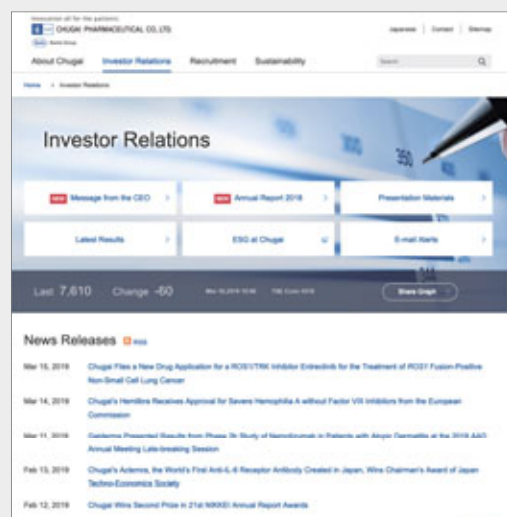 Innovation all for the patients
CHUGAI PHARMACEUTICAL CO., LTD.
Roche Roche Group
Japanese Contact Sitemap
About Chugai Investor Relations Recruitment Sustainability
Search
Home > Investor Relations
Investor Relations
350
NEW Message from the CEO
NEW Annual Report 2018
Presentation Materials
Latest Results
ESG at Chugai
E-mail Alerts
Last 7,610 Change -60
Share Graph
News Releases RSS
Mar 15, 2019 Chugai Files a New Drug Application for a ROS1/TRK Inhibitor Entrectinib for the Treatment of ROS1 Fusion-Positive
Non-Small Cell Lung Cancer
Mar 14, 2019 Chugai's Hemlibra Receives Approval for Severe Hemophilia A without Factor VIII Inhibitors from the European
Commission
Mar 11, 2019 Galderma Presented Results from Phase 2b Study of Nemolizumab in Patients with Atopic Dermatitis at the 2019 AAD
Annual Meeting Late-breaking Session
Feb 13, 2019 Chugai's Actemra, the World's First Anti-IL-6 Receptor Antibody Created in Japan, Wins Chairman's Award of Japan
Techno-Economics Society
Feb 12, 2019 Chugai Wins Second Prize in 21st NIKKEI Annual Report Awards